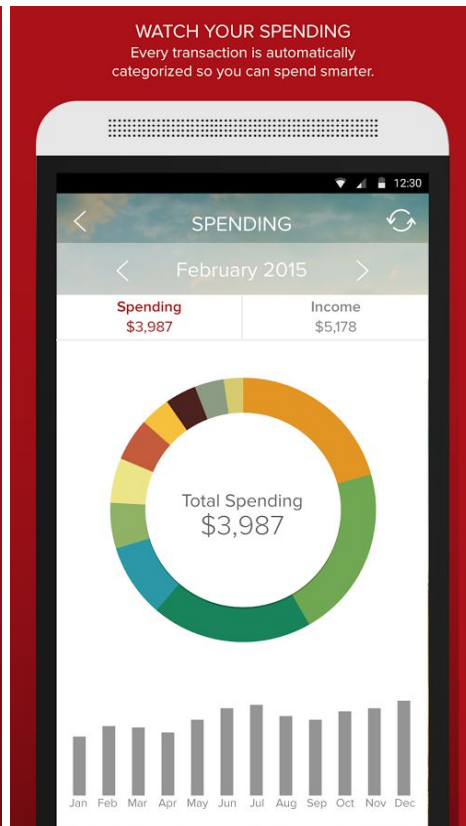 WATCH YOUR SPENDING
Every transaction is automatically
categorized so you can spend smarter.
12:30
SPENDING
February 2015
Spending Income
$3,987 $5,178
Total Spending
$3,987
Jan Feb Mar Apr May Jun Jul Aug Sep Oct Nov Dec